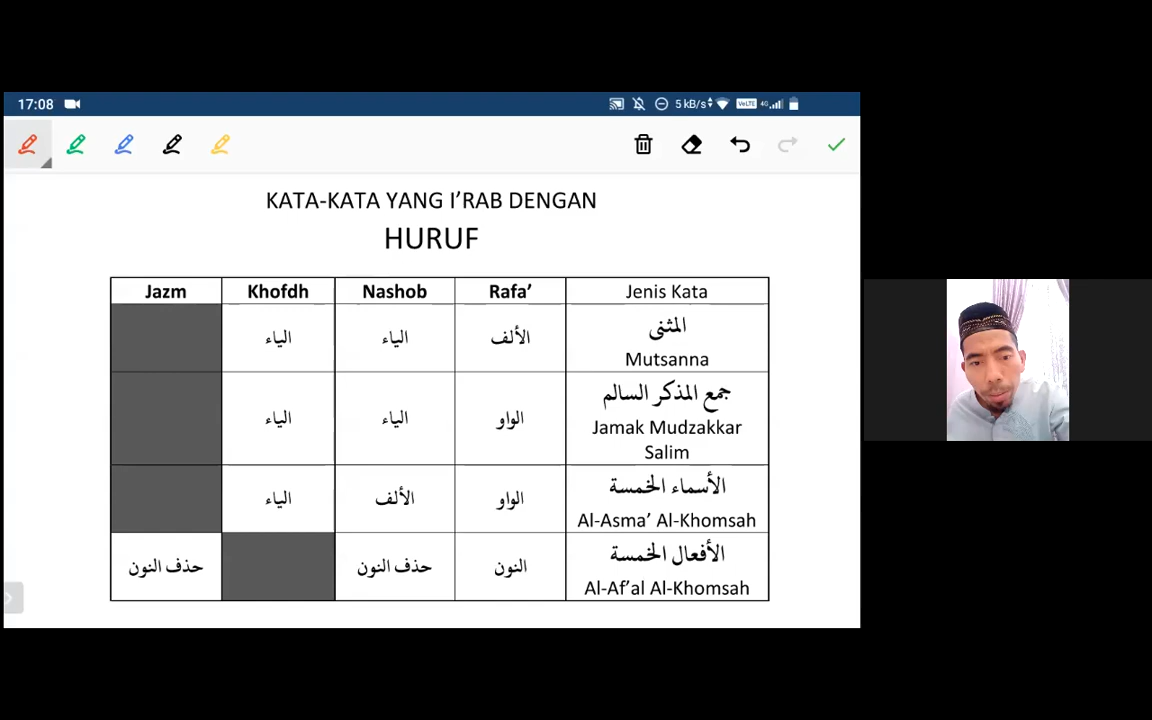 17:08
5 kB/s
VoLTE
4G
KATA-KATA YANG I’RAB DENGAN
HURUF
Jazm Khofdh Nashob Rafa’ Jenis Kata
الياء الياء الألف المثنى
Mutsanna
الياء الياء الواو جمع المذكر السالم
Jamak Mudzakkar
Salim
الياء الألف الواو الأسماء الخمسة
Al-Asma’ Al-Khomsah
حذف النون حذف النون النون الأفعال الخمسة
Al-Af’al Al-Khomsah